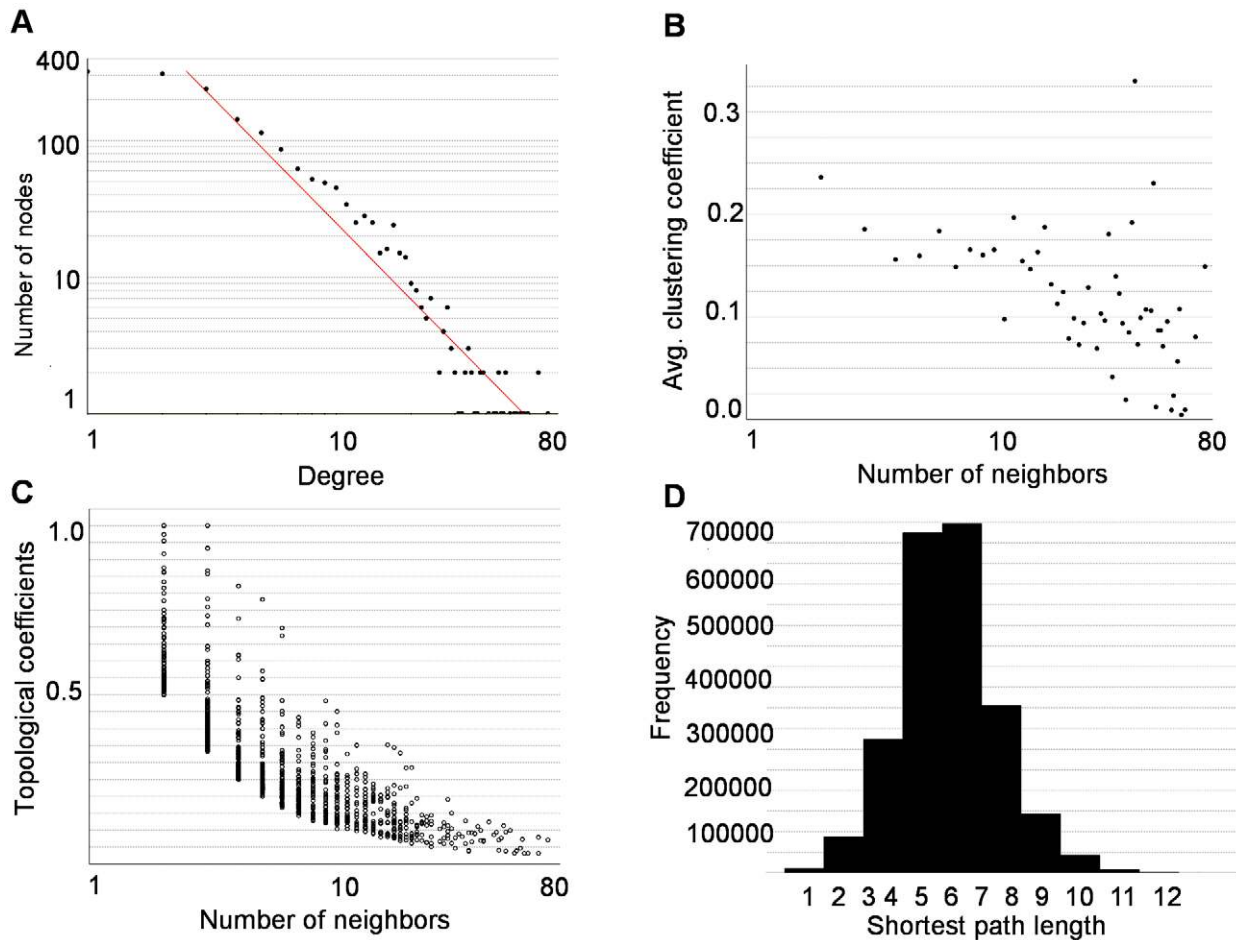 A
400
100
10
1
Number of nodes
1 10 80
Degree
B
0.3
0.2
0.1
0.0
Avg. clustering coefficient
1 10 80
Number of neighbors
C
1.0
0.5
Topological coefficients
1 10 80
Number of neighbors
D
700000
600000
500000
400000
300000
200000
100000
Frequency
1 2 3 4 5 6 7 8 9 10 11 12
Shortest path length